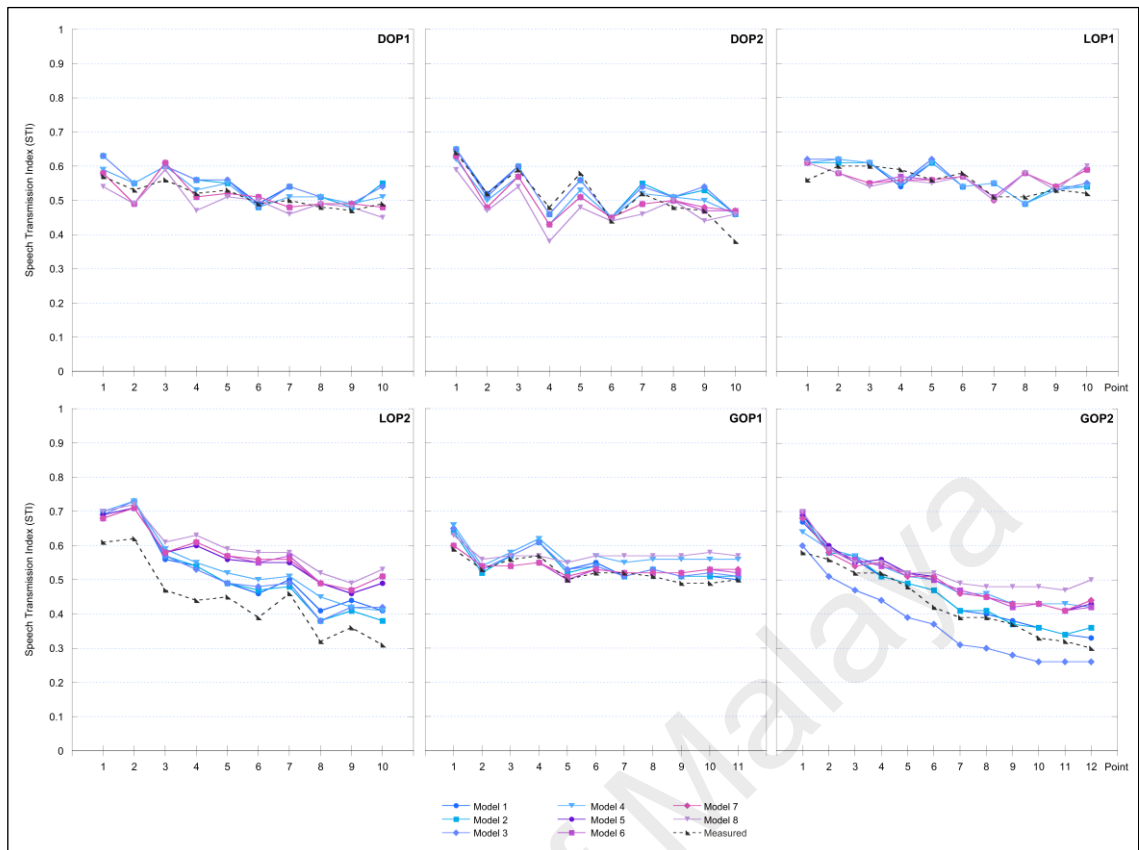 DOP1
DOP2
LOP1
Speech Transmission Index (STI)
1
0.9
0.8
0.7
0.6
0.5
0.4
0.3
0.2
0.1
0
1 2 3 4 5 6 7 8 9 10
1 2 3 4 5 6 7 8 9 10
1 2 3 4 5 6 7 8 9 10 Point
LOP2
GOP1
GOP2
Speech Transmission Index (STI)
1
0.9
0.8
0.7
0.6
0.5
0.4
0.3
0.2
0.1
0
1 2 3 4 5 6 7 8 9 10
1 2 3 4 5 6 7 8 9 10 11
1 2 3 4 5 6 7 8 9 10 11 12 Point
Model 1 Model 4 Model 7
Model 2 Model 5 Model 8
Model 3 Model 6 Measured
s Malaya